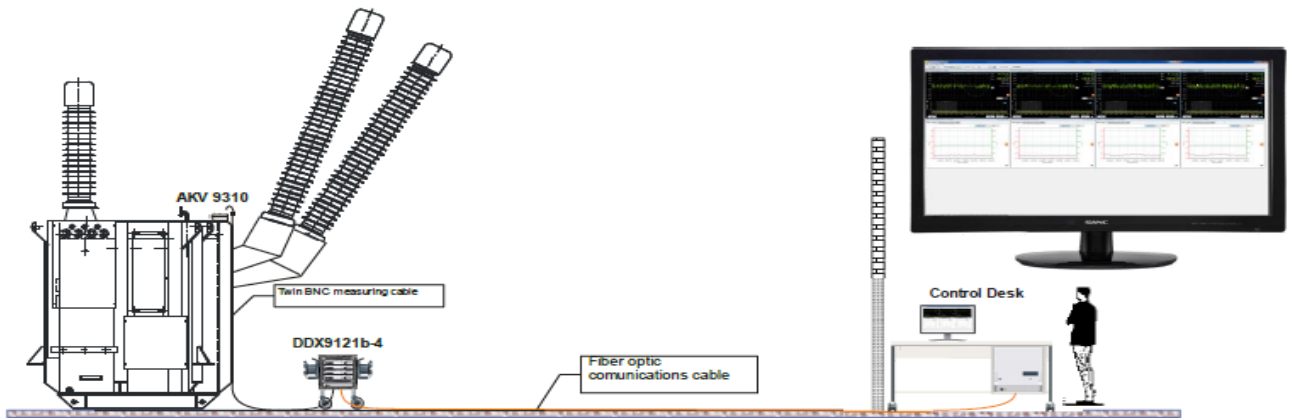 AKV 9310
Twin BNC measuring cable
DDX9121b-4
Fiber optic
comunications cable
Control Desk